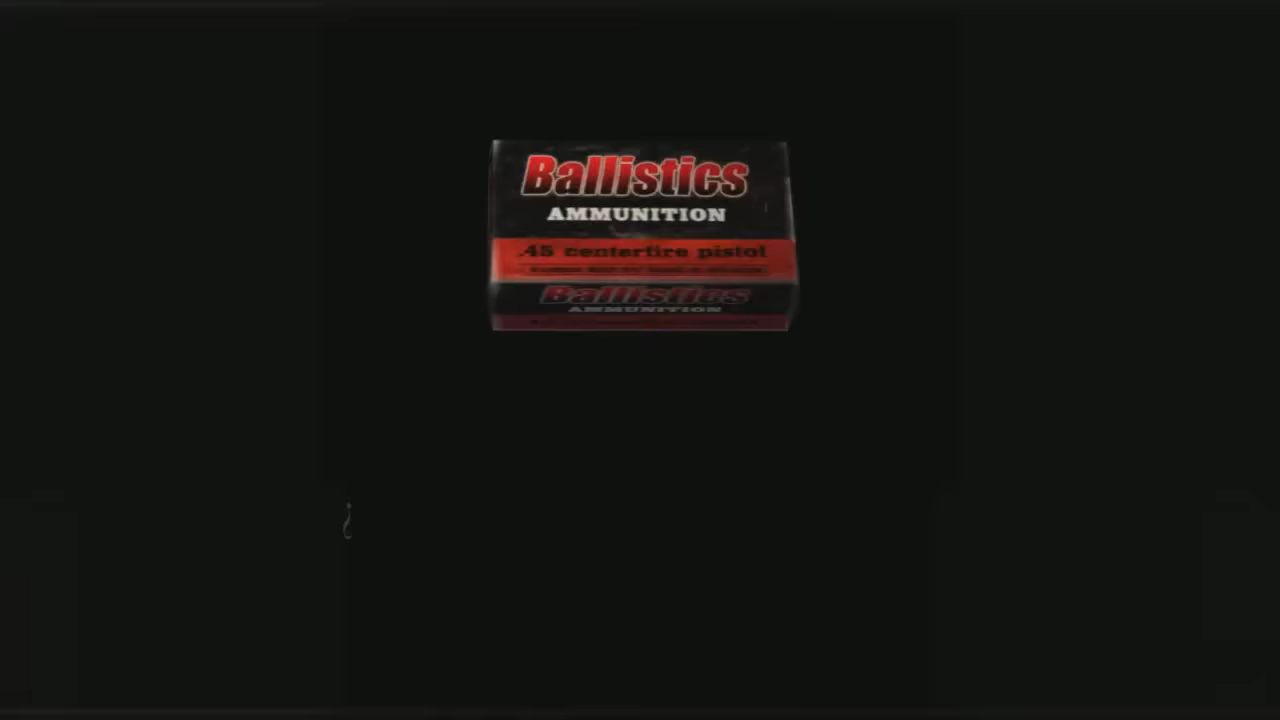 Ballistics
AMMUNITION
.45 centerfire pistol
Ballistics
AMMUNITION
¿